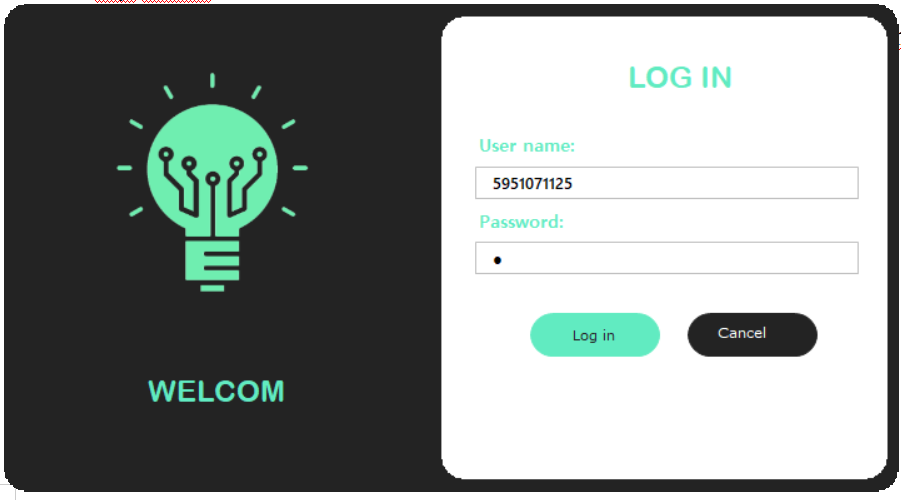 LOG IN
User name:
5951071125
Password:
●
Log in
Cancel
WELCOM